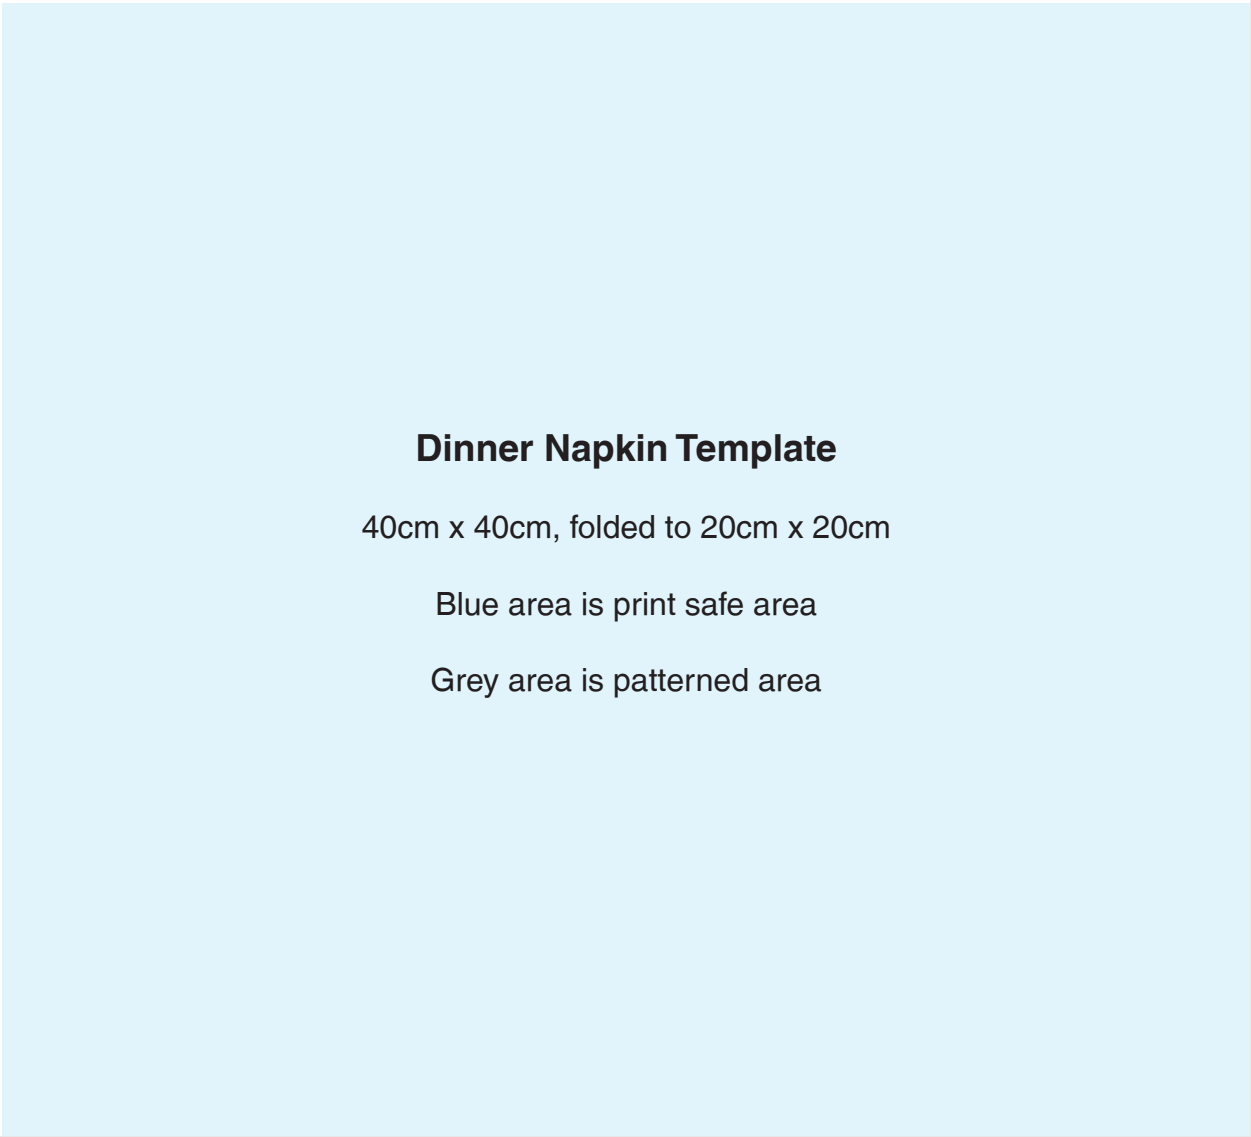 Dinner Napkin Template
40cm x 40cm, folded to 20cm x 20cm
Blue area is print safe area
Grey area is patterned area